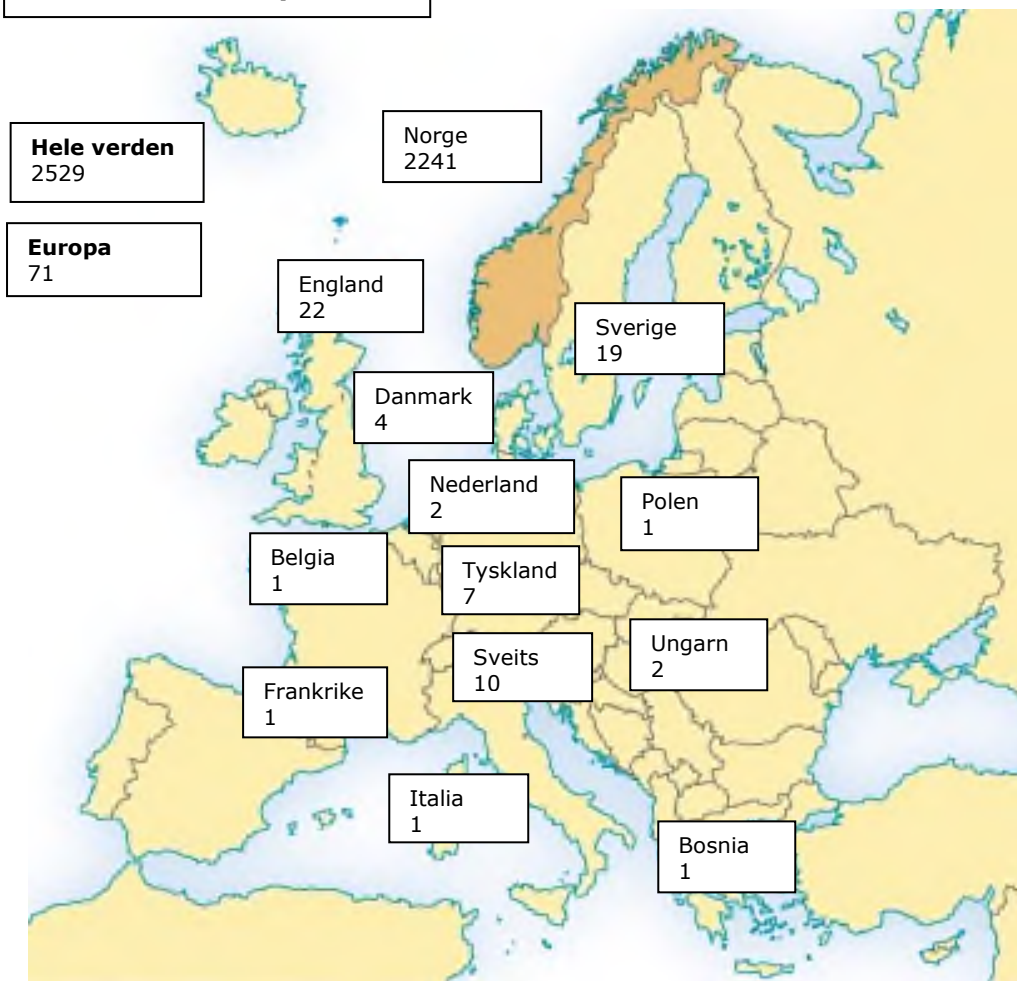 Hele verden
2529
Norge
2241
Europa
71
England
22
Sverige
19
Danmark
4
Nederland
2
Polen
1
Belgia
1
Tyskland
7
Sveits
10
Ungarn
2
Frankrike
1
Italia
1
Bosnia
1